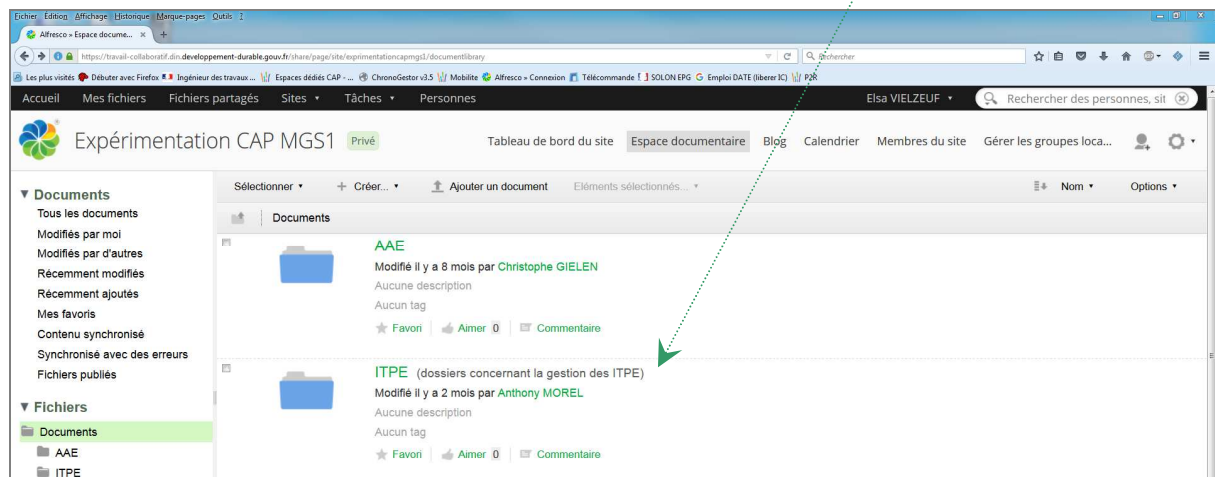 Fichier Edition Affichage Historique Marque-pages Outils ?
Alfresco » Espace docume... × +
https://travail-collaboratif.din.developpement-durable.gouv.fr/share/page/site/exprimentationcapmgs1/documentlibrary Rechercher
Les plus visités Débuter avec Firefox Ingénieur des travaux ... Espaces dédiés CAP - ... ChronoGestor v3.5 Mobilite Alfresco » Connexion Télécommande SOLON EPG Emploi DATE (liberer IC) P2R
Accueil Mes fichiers Fichiers partagés Sites Tâches Personnes Elsa VIELZEUF Rechercher des personnes, sit
Expérimentation CAP MGS1 Privé Tableau de bord du site Espace documentaire Blog Calendrier Membres du site Gérer les groupes loca...
Sélectionner + Créer... Ajouter un document Eléments sélectionnés... Nom Options
Documents
Documents
Tous les documents
Modifiés par moi
Modifiés par d'autres
Récemment modifiés
Récemment ajoutés
Mes favoris
Contenu synchronisé
Synchronisé avec des erreurs
Fichiers publiés
Fichiers
Documents
AAE
ITPE
AAE
Modifié il y a 8 mois par Christophe GIELEN
Aucune description
Aucun tag
Favori Aimer 0 Commentaire
ITPE (dossiers concernant la gestion des ITPE)
Modifié il y a 2 mois par Anthony MOREL
Aucune description
Aucun tag
Favori Aimer 0 Commentaire